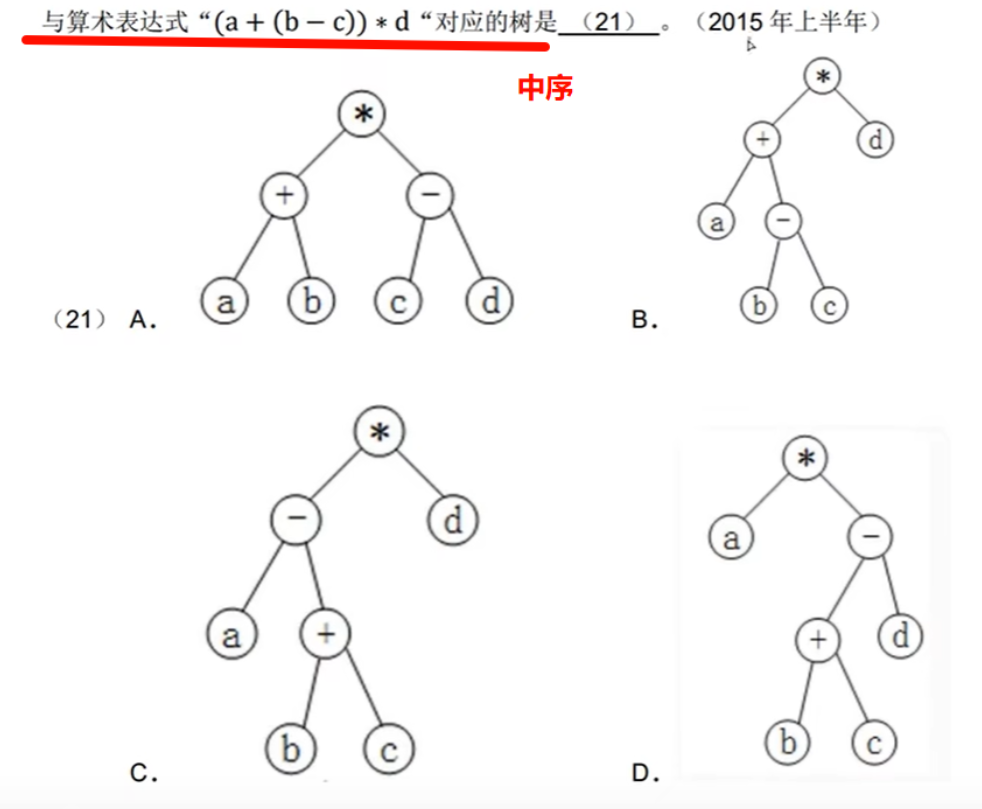 与算术表达式“(a + (b − c)) ∗ d“对应的树是（21）。（2015 年上半年）
中序
*
+ −
a b c d
（21） A.
*
+ d
a −
b c
B.
*
− d
a +
b c
C.
*
a −
+ d
b c
D.